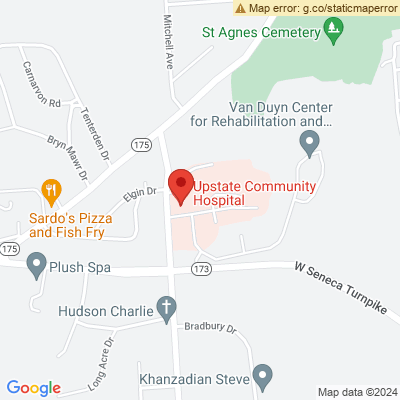 Map error: g.co/staticmaperror
Mitchell Ave
St Agnes Cemetery
Carnarvon Rd
Tenterden Dr
Van Duyn Center
for Rehabilitation and...
Bryn Mawr Dr
175
Elgin Dr
Upstate Community
Hospital
Sardo's Pizza
and Fish Fry
175
Plush Spa
173
W Seneca Turnpike
Hudson Charlie
Bradbury Dr
Long Acre Dr
Khanzadian Steve
Google
Map data ©2024